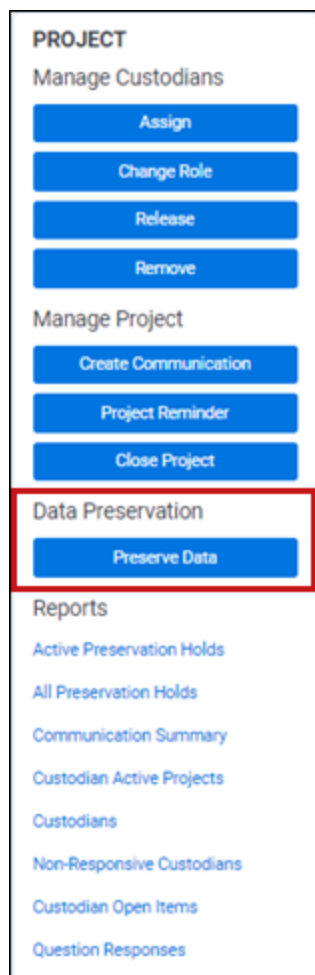 PROJECT
Manage Custodians
Assign
Change Role
Release
Remove
Manage Project
Create Communication
Project Reminder
Close Project
Data Preservation
Preserve Data
Reports
Active Preservation Holds
All Preservation Holds
Communication Summary
Custodian Active Projects
Custodians
Non-Responsive Custodians
Custodian Open Items
Question Responses